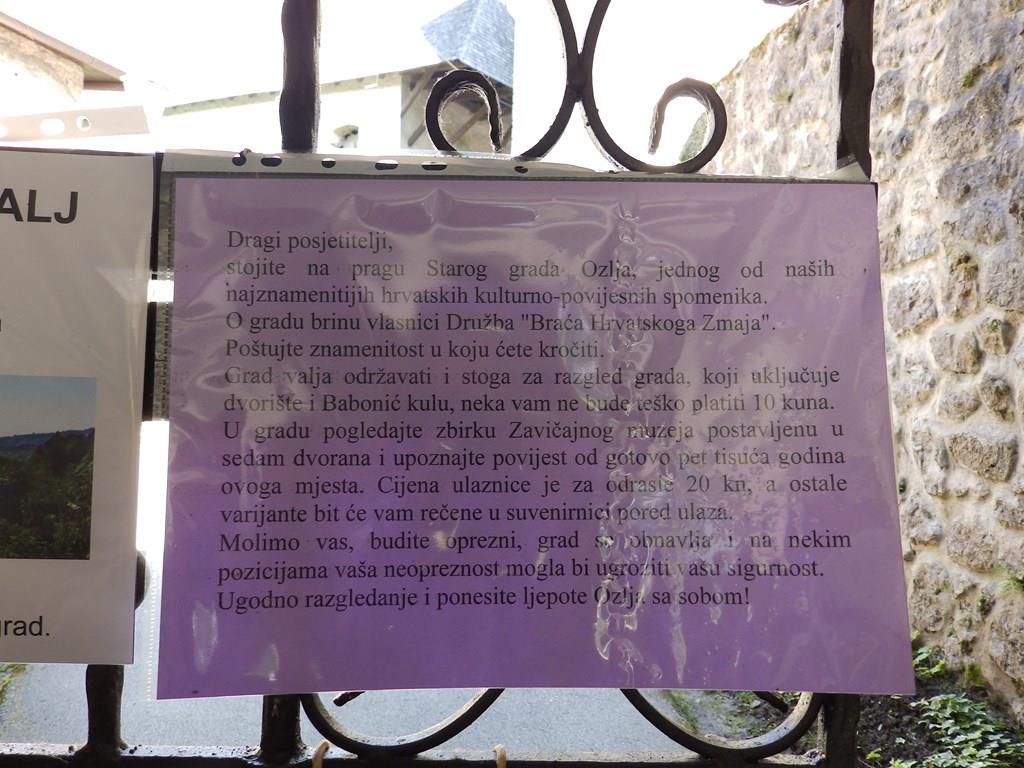 ALJ
rad.
Dragi posjetitelji,
stojite na pragu Starog grada Ozlja, jednog od naših
najznamenitijih hrvatskih kulturno-povijesnih spomenika.
O gradu brinu vlasnici Družba "Braća Hrvatskoga Zmaja".
Poštujte znamenitost u koju ćete kročiti.
Grad valja održavati i stoga za razgled grada, koji uključuje
dvorište i Babonić kulu, neka vam ne bude teško platiti 10 kuna.
U gradu pogledajte zbirku Zavičajnog muzeja postavljenu u
sedam dvorana i upoznajte povijest od gotovo pet tisuća godina
ovoga mjesta. Cijena ulaznice je za odrasle 20 kn, a ostale
varijante bit će vam rečene u suvenirnici pored ulaza.
Molimo vas, budite oprezni, grad se obnavlja i na nekim
pozicijama vaša neopreznost mogla bi ugroziti vašu sigurnost.
Ugodno razgledanje i ponesite ljepote Ozlja sa sobom!